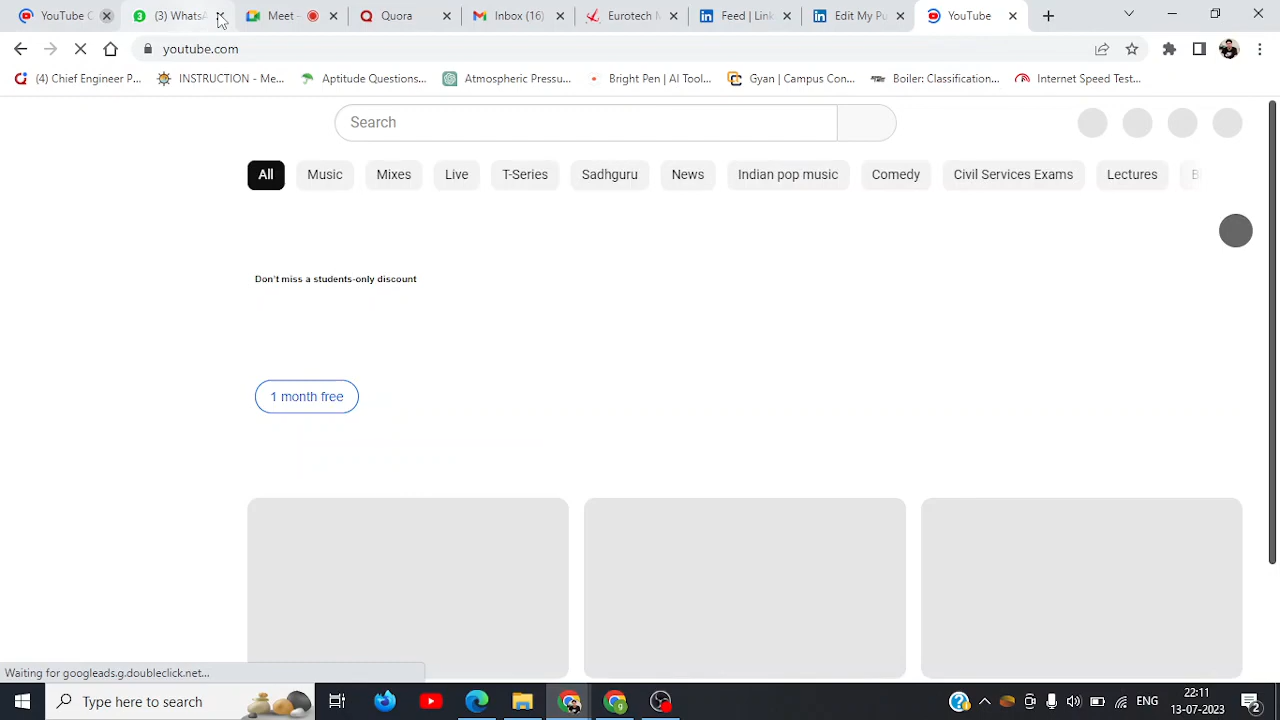 YouTube C
(3) WhatsA
Meet -
Quora
Inbox (16)
Eurotech M
Feed | Link
Edit My Pu
YouTube
youtube.com
(4) Chief Engineer P...
INSTRUCTION - Me...
Aptitude Questions...
Atmospheric Pressu...
Bright Pen | AI Tool...
Gyan | Campus Con...
Boiler: Classification...
Internet Speed Test...
Search
All
Music
Mixes
Live
T-Series
Sadhguru
News
Indian pop music
Comedy
Civil Services Exams
Lectures
B
Don't miss a students-only discount
1 month free
Waiting for googleads.g.doubleclick.net...
Type here to search
ENG
22:11
13-07-2023
2